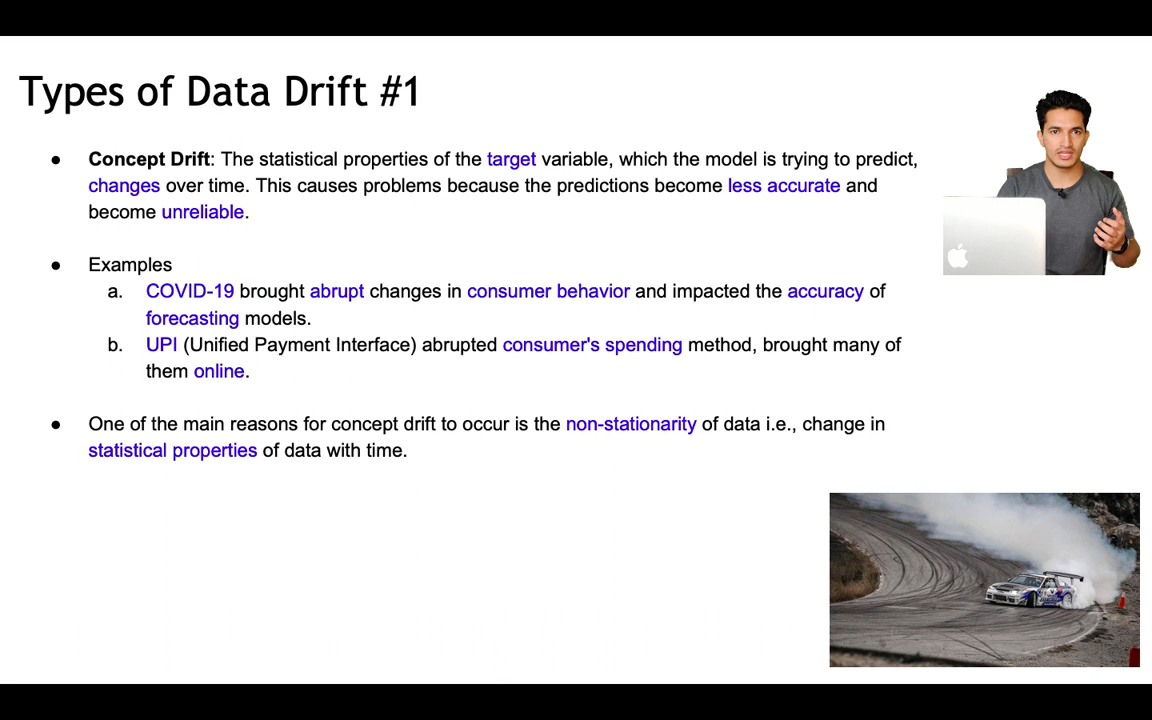 Types of Data Drift #1
● Concept Drift: The statistical properties of the target variable, which the model is trying to predict,
changes over time. This causes problems because the predictions become less accurate and
become unreliable.
● Examples
a. COVID-19 brought abrupt changes in consumer behavior and impacted the accuracy of
forecasting models.
b. UPI (Unified Payment Interface) abrupted consumer's spending method, brought many of
them online.
● One of the main reasons for concept drift to occur is the non-stationarity of data i.e., change in
statistical properties of data with time.